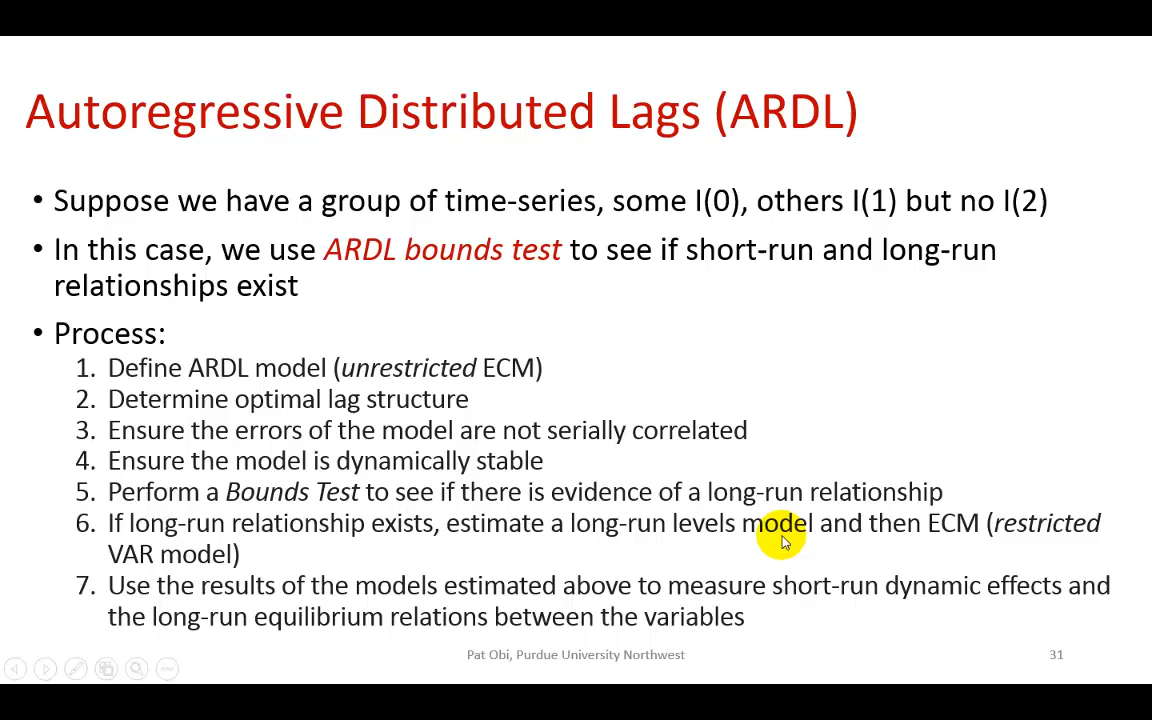 Autoregressive Distributed Lags (ARDL)
• Suppose we have a group of time-series, some I(0), others I(1) but no I(2)
• In this case, we use ARDL bounds test to see if short-run and long-run
relationships exist
• Process:
1. Define ARDL model (unrestricted ECM)
2. Determine optimal lag structure
3. Ensure the errors of the model are not serially correlated
4. Ensure the model is dynamically stable
5. Perform a Bounds Test to see if there is evidence of a long-run relationship
6. If long-run relationship exists, estimate a long-run levels model and then ECM (restricted
VAR model)
7. Use the results of the models estimated above to measure short-run dynamic effects and
the long-run equilibrium relations between the variables
Pat Obi, Purdue University Northwest
31